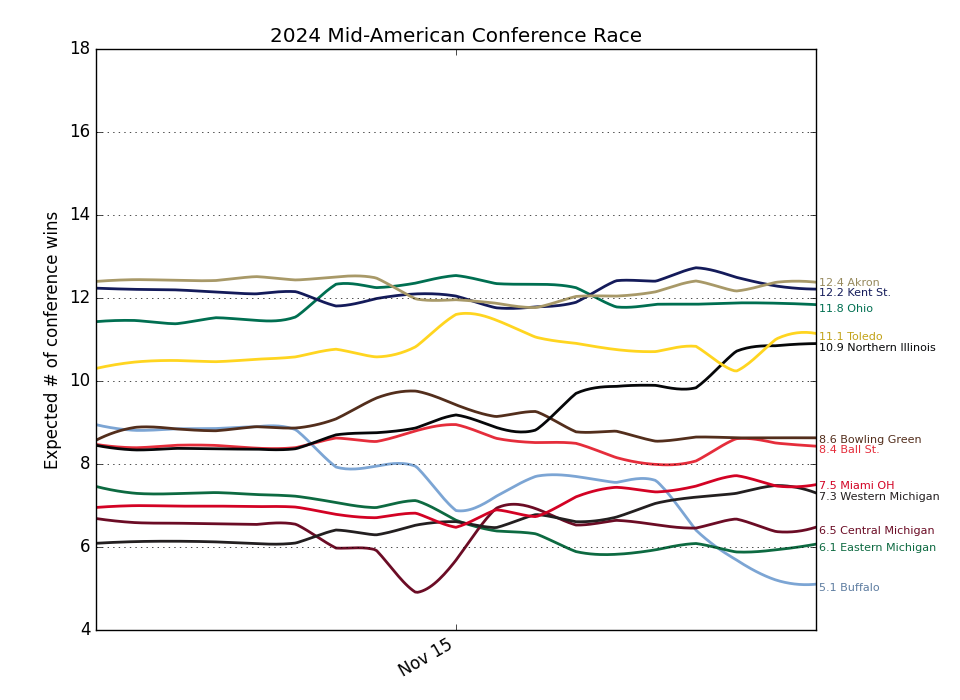 2024 Mid-American Conference Race
Expected # of conference wins
18
16
14
12
10
8
6
4
Nov 15
12.4 Akron
12.2 Kent St.
11.8 Ohio
11.1 Toledo
10.9 Northern Illinois
8.6 Bowling Green
8.4 Ball St.
7.5 Miami OH
7.3 Western Michigan
6.5 Central Michigan
6.1 Eastern Michigan
5.1 Buffalo